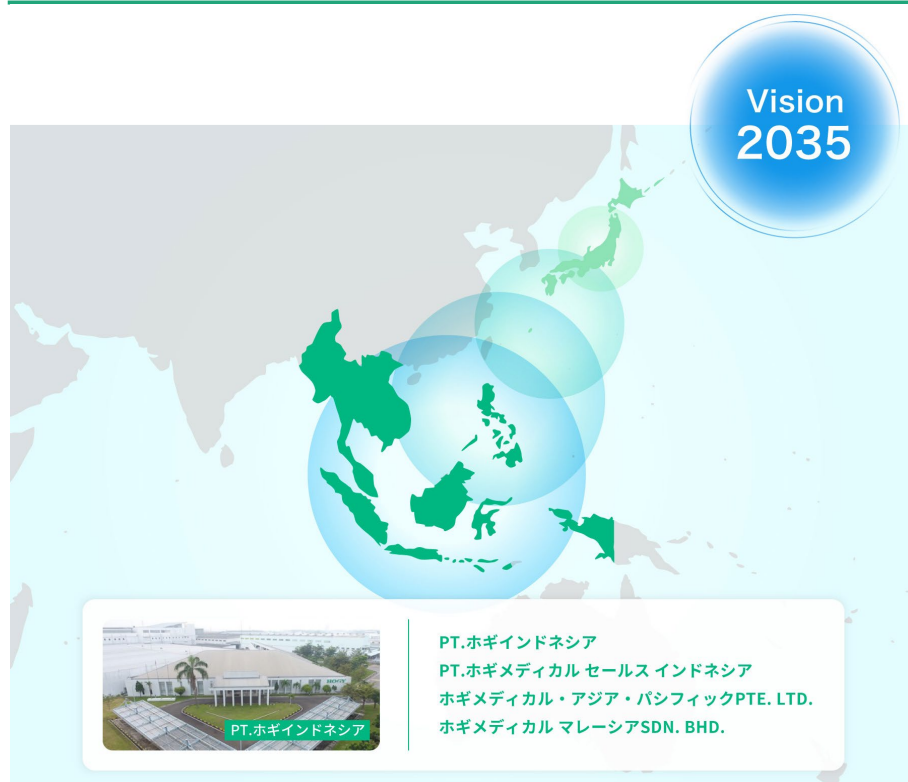 Vision
2035
PT.ホギインドネシア
PT.ホギメディカル セールス インドネシア
ホギメディカル・アジア・パシフィックPTE. LTD.
ホギメディカル マレーシアSDN. BHD.
HOGY
PT.ホギインドネシア